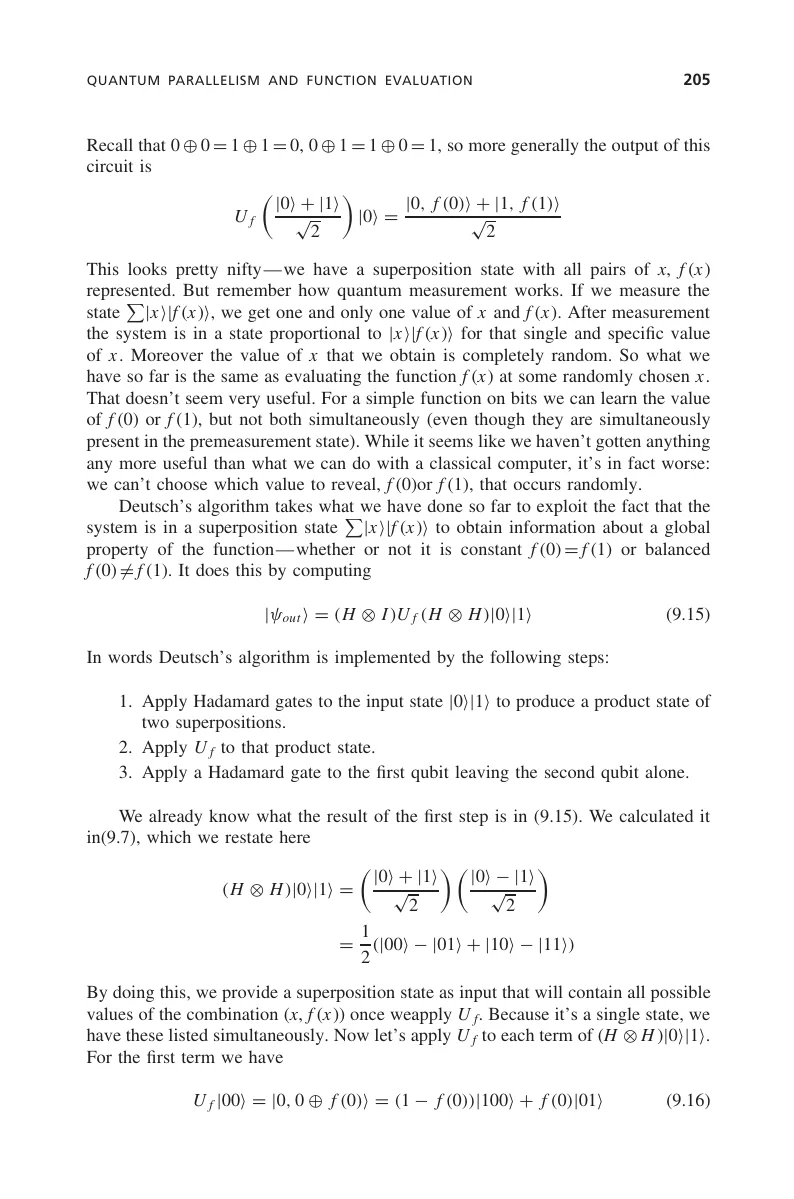 QUANTUM PARALLELISM AND FUNCTION EVALUATION 205
Recall that 0 ⊕ 0 = 1 ⊕ 1 = 0, 0 ⊕ 1 = 1 ⊕ 0 = 1, so more generally the output of this
circuit is
U_f ( (|0⟩ + |1⟩) / √2 ) |0⟩ = (|0, f(0)⟩ + |1, f(1)⟩) / √2
This looks pretty nifty—we have a superposition state with all pairs of x, f(x)
represented. But remember how quantum measurement works. If we measure the
state ∑|x⟩|f(x)⟩, we get one and only one value of x and f(x). After measurement
the system is in a state proportional to |x⟩|f(x)⟩ for that single and specific value
of x. Moreover the value of x that we obtain is completely random. So what we
have so far is the same as evaluating the function f(x) at some randomly chosen x.
That doesn't seem very useful. For a simple function on bits we can learn the value
of f(0) or f(1), but not both simultaneously (even though they are simultaneously
present in the premeasurement state). While it seems like we haven't gotten anything
any more useful than what we can do with a classical computer, it's in fact worse:
we can't choose which value to reveal, f(0)or f(1), that occurs randomly.
Deutsch's algorithm takes what we have done so far to exploit the fact that the
system is in a superposition state ∑|x⟩|f(x)⟩ to obtain information about a global
property of the function—whether or not it is constant f(0) = f(1) or balanced
f(0) ≠ f(1). It does this by computing
|ψ_out⟩ = (H ⊗ I)U_f(H ⊗ H)|0⟩|1⟩ (9.15)
In words Deutsch's algorithm is implemented by the following steps:
1. Apply Hadamard gates to the input state |0⟩|1⟩ to produce a product state of
two superpositions.
2. Apply U_f to that product state.
3. Apply a Hadamard gate to the first qubit leaving the second qubit alone.
We already know what the result of the first step is in (9.15). We calculated it
in(9.7), which we restate here
(H ⊗ H)|0⟩|1⟩ = ( (|0⟩ + |1⟩) / √2 ) ( (|0⟩ − |1⟩) / √2 )
= 1/2 (|00⟩ − |01⟩ + |10⟩ − |11⟩)
By doing this, we provide a superposition state as input that will contain all possible
values of the combination (x, f(x)) once weapply U_f. Because it's a single state, we
have these listed simultaneously. Now let's apply U_f to each term of (H ⊗ H)|0⟩|1⟩.
For the first term we have
U_f|00⟩ = |0, 0 ⊕ f(0)⟩ = (1 − f(0))|100⟩ + f(0)|01⟩ (9.16)